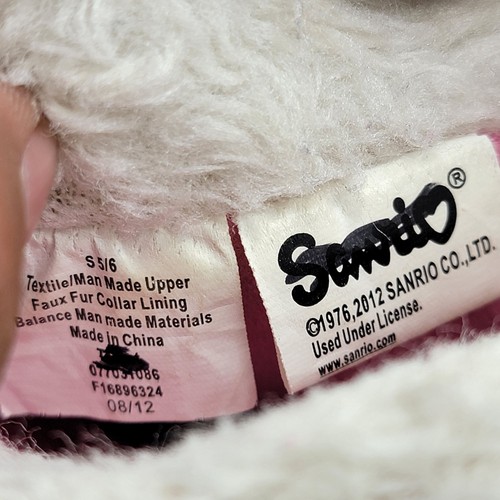 S 5/6
Textile/Man Made Upper
Faux Fur Collar Lining
Balance Man made Materials
Made in China
077031086
F16896324
08/12
Sanrio®
©1976,2012 SANRIO CO.,LTD.
Used Under License.
www.sanrio.com